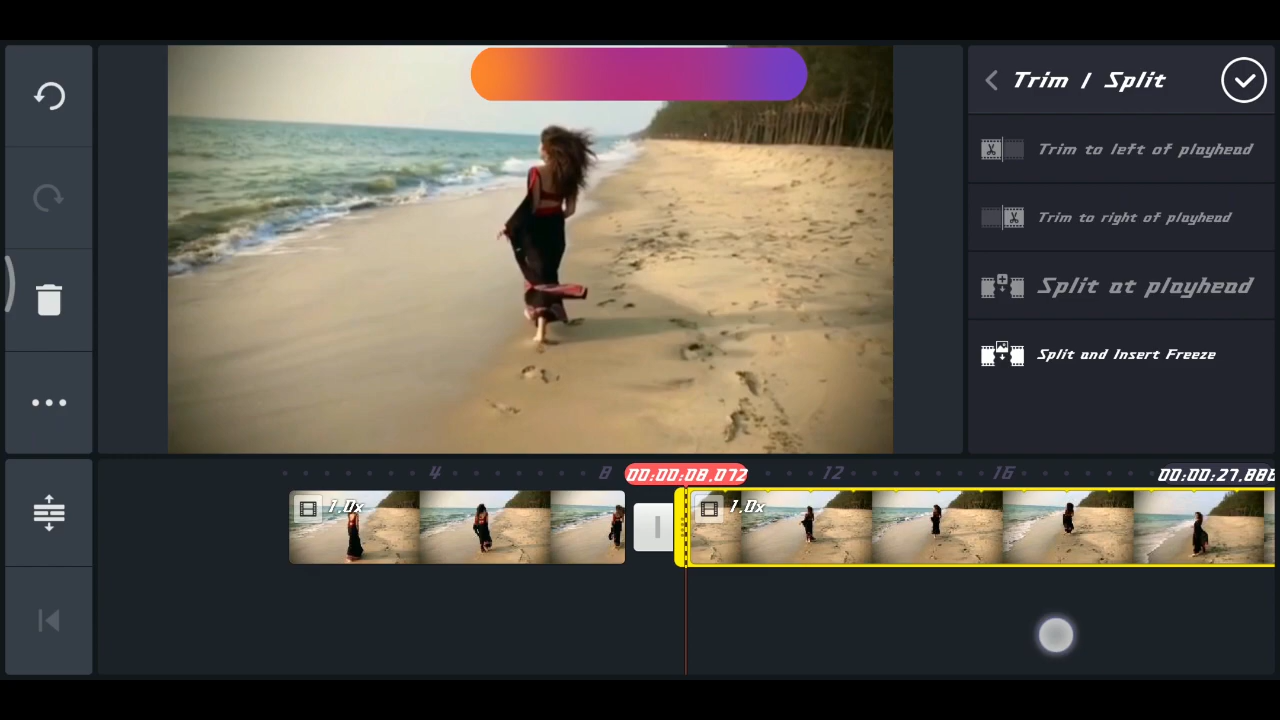 Trim / Split
Trim to left of playhead
Trim to right of playhead
Split at playhead
Split and Insert Freeze
4
8
00:00:08,072
12
16
00:00:27,888
1.0x
1.0x